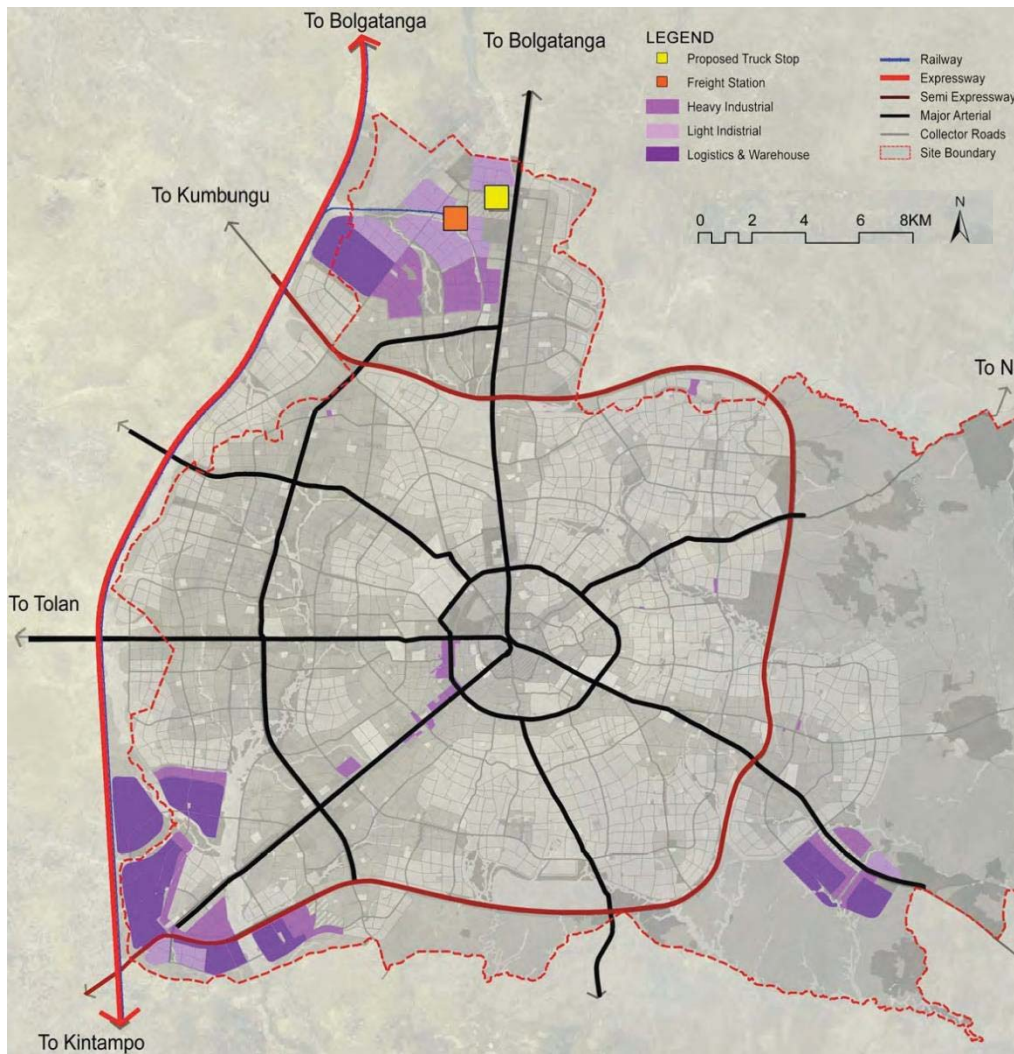 To Bolgatanga
To Bolgatanga
LEGEND
Proposed Truck Stop
Freight Station
Heavy Industrial
Light Indistrial
Logistics & Warehouse
Railway
Expressway
Semi Expressway
Major Arterial
Collector Roads
Site Boundary
N
0 2 4 6 8KM
To Kumbungu
To N
To Tolan
To Kintampo